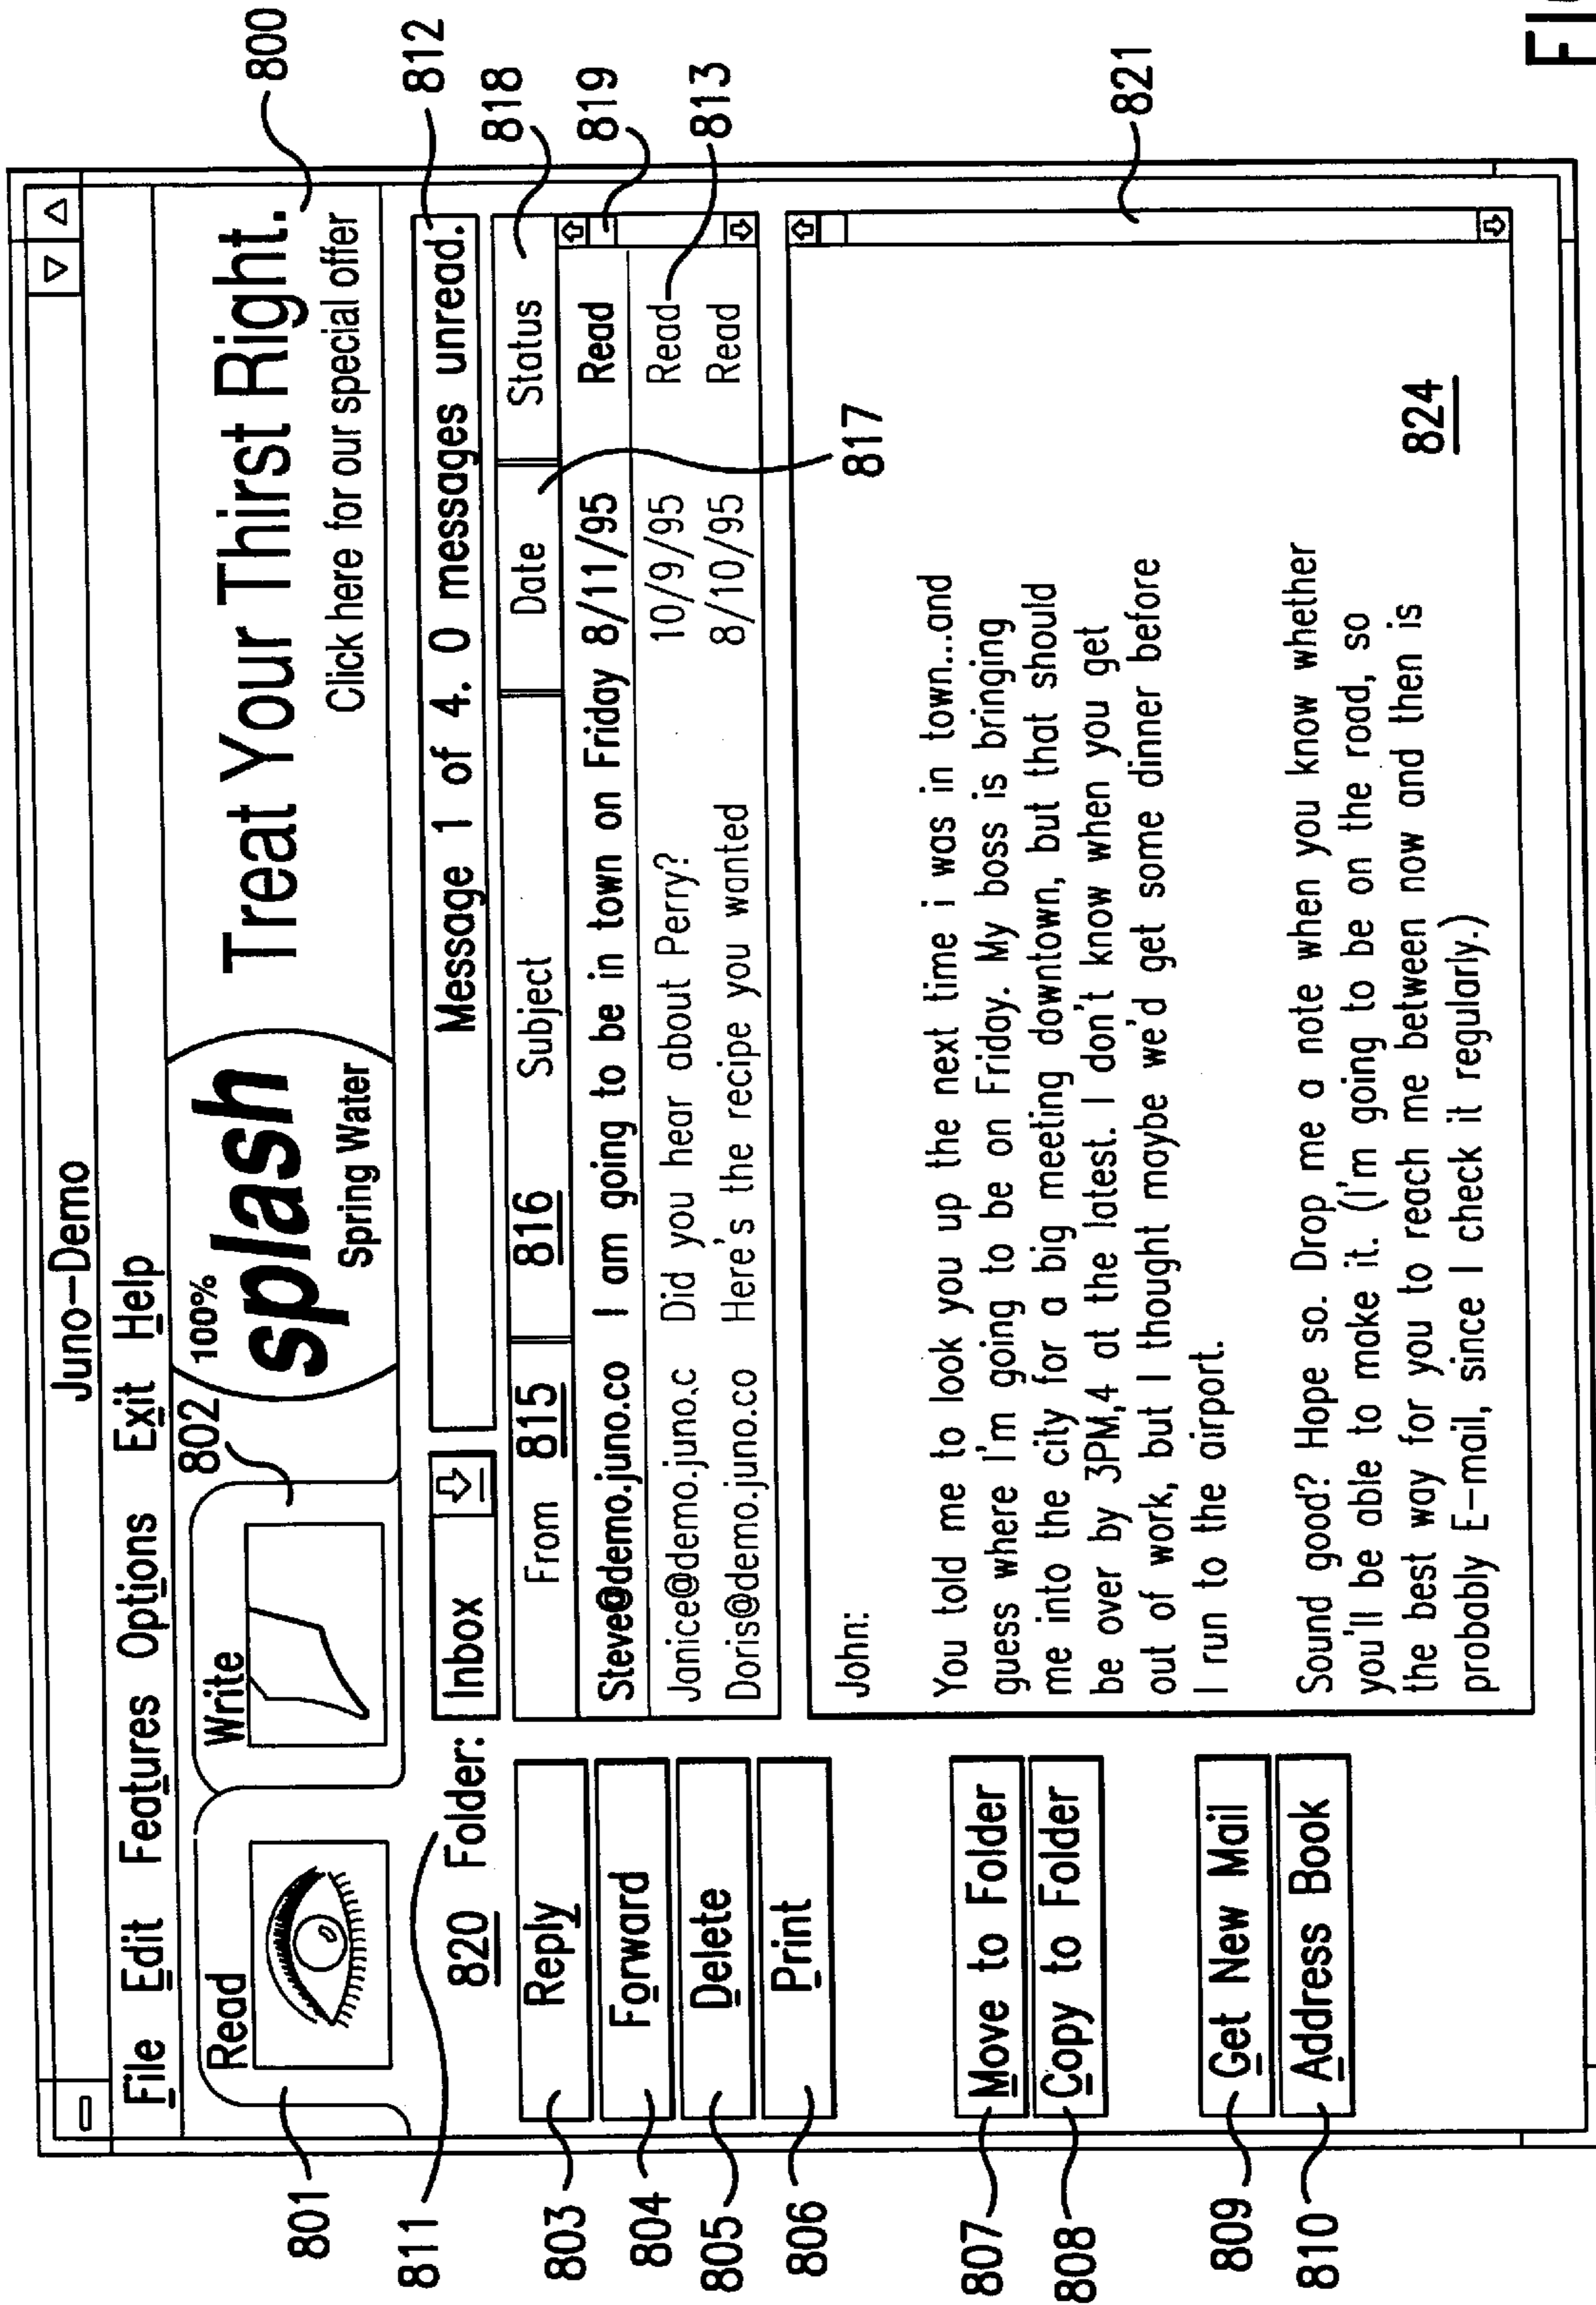 Juno-Demo
File Edit Features Options Exit Help
Read
Write
802
100%
splash
Spring Water
Treat Your Thirst Right.
Click here for our special offer
800
801
811
820 Folder: Inbox
Message 1 of 4. 0 messages unread.
812
From 815 816 Subject Date Status
818
Steve@demo.juno.co I am going to be in town on Friday 8/11/95 Read
819
Janice@demo.juno.c Did you hear about Perry? 10/9/95 Read
813
Doris@demo.juno.co Here's the recipe you wanted 8/10/95 Read
817
803 Reply
804 Forward
805 Delete
806 Print
807 Move to Folder
808 Copy to Folder
809 Get New Mail
810 Address Book
John:
You told me to look you up the next time i was in town...and
guess where I'm going to be on Friday. My boss is bringing
me into the city for a big meeting downtown, but that should
be over by 3PM,4 at the latest. I don't know when you get
out of work, but I thought maybe we'd get some dinner before
I run to the airport.
Sound good? Hope so. Drop me a note when you know whether
you'll be able to make it. (i'm going to be on the road, so
the best way for you to reach me between now and then is
probably E-mail, since I check it regularly.)
821
824